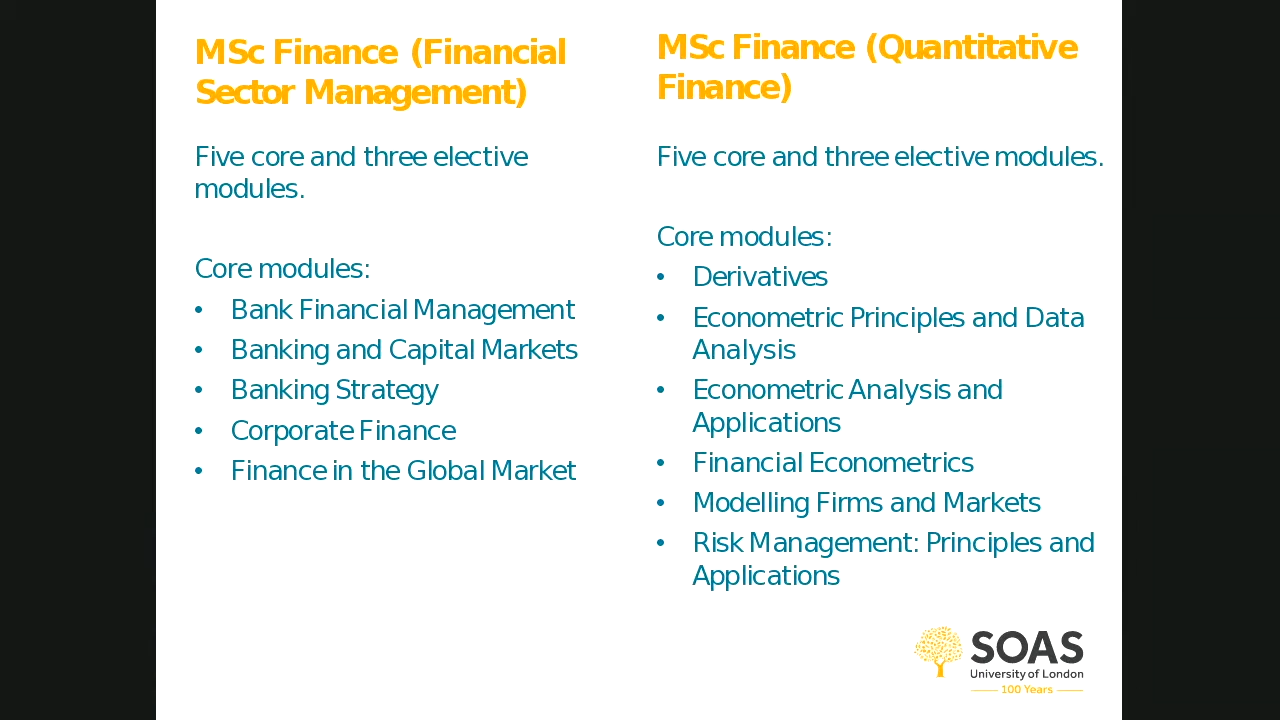 MSc Finance (Financial
Sector Management)
Five core and three elective
modules.
Core modules:
• Bank Financial Management
• Banking and Capital Markets
• Banking Strategy
• Corporate Finance
• Finance in the Global Market
MSc Finance (Quantitative
Finance)
Five core and three elective modules.
Core modules:
• Derivatives
• Econometric Principles and Data
Analysis
• Econometric Analysis and
Applications
• Financial Econometrics
• Modelling Firms and Markets
• Risk Management: Principles and
Applications
SOAS
University of London
100 Years